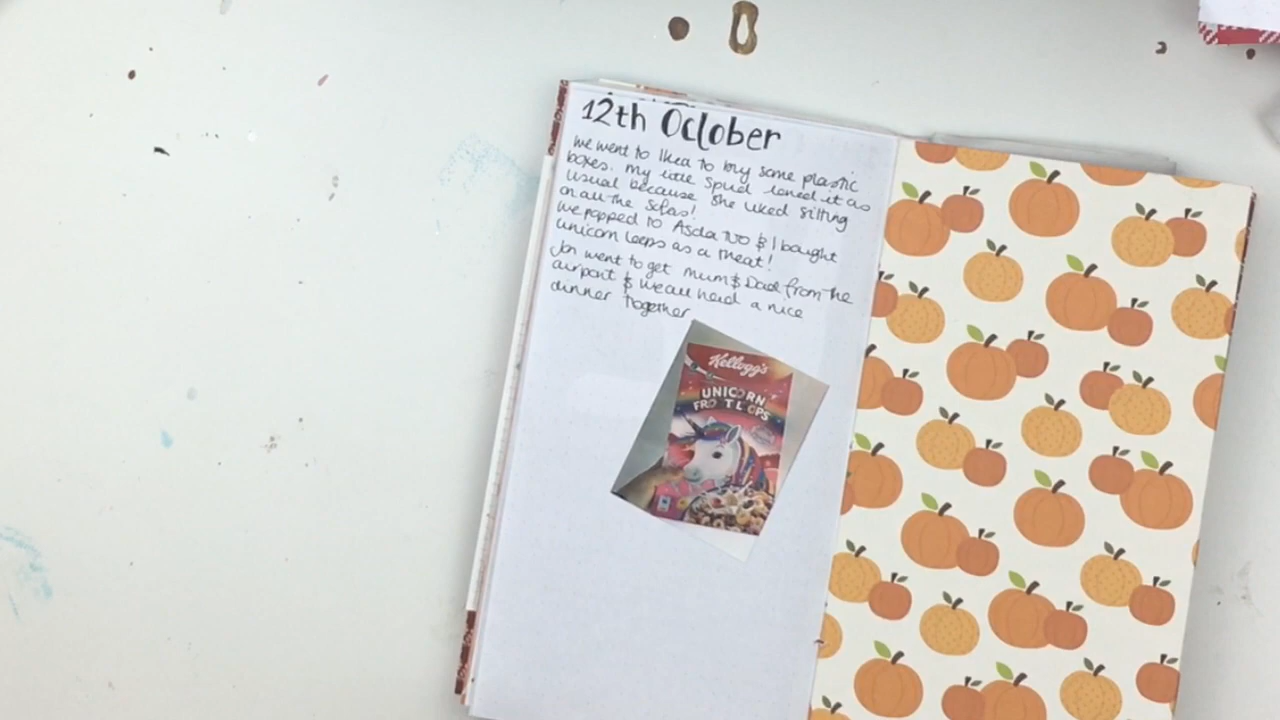 12th October
We went to Ikea to buy some plastic
boxes. My little Spud loved it as
usual because she liked sitting
on all the sofas!
We popped to Asda too & I bought
unicorn loops as a treat!
Jon went to get Mum & Dad from the
airport & we all had a nice
dinner together
Kellogg's
UNICORN
FROOT LOOPS